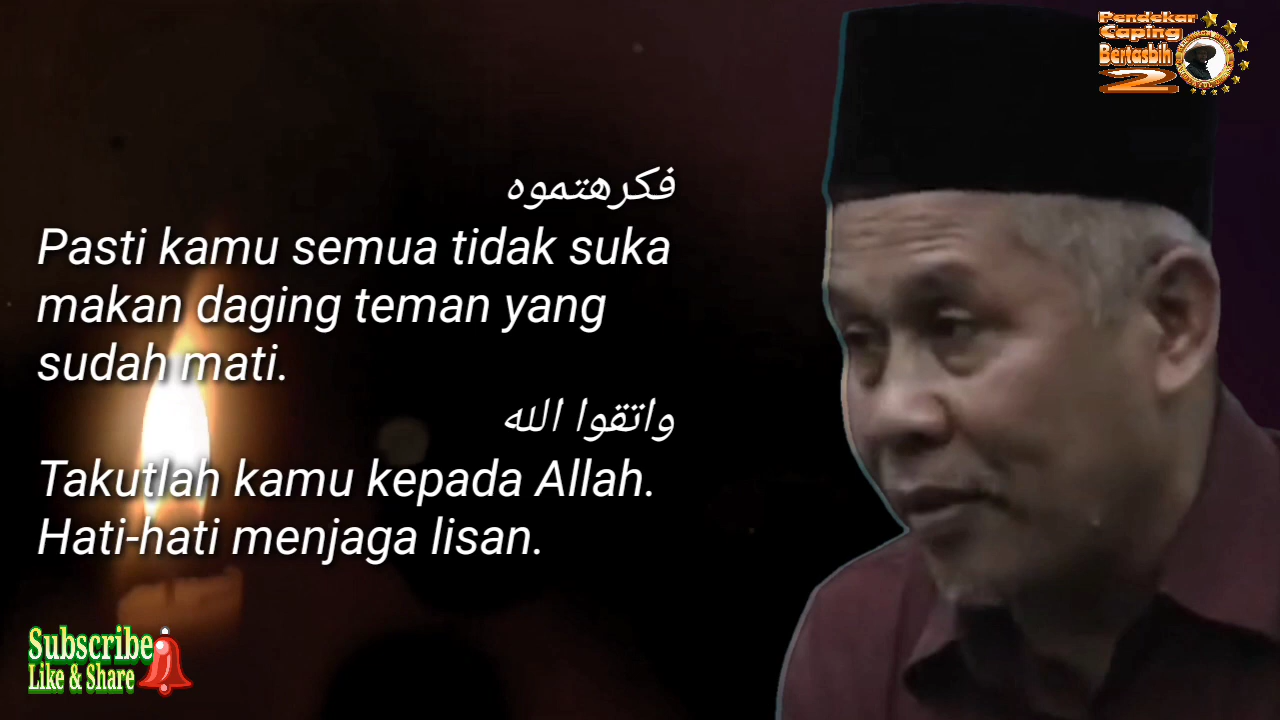 Pendekar
Caping
Bertasbih
2
فكرهتموه
Pasti kamu semua tidak suka
makan daging teman yang
sudah mati.
واتقوا الله
Takutlah kamu kepada Allah.
Hati-hati menjaga lisan.
Subscribe
Like & Share